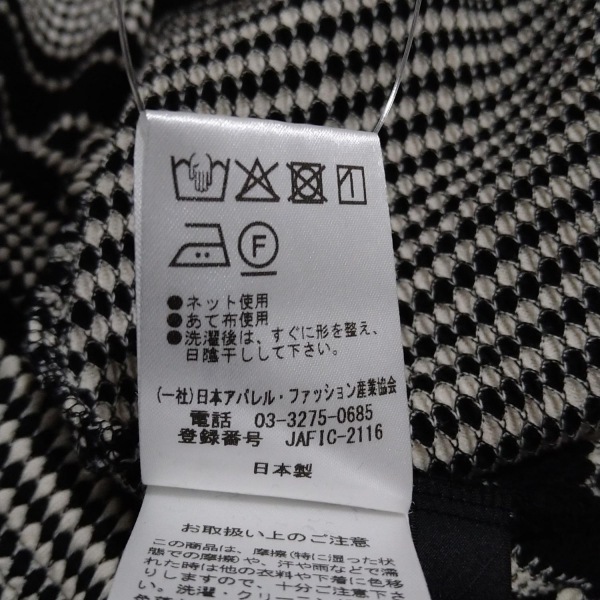 F
●ネット使用
●あて布使用
●洗濯後は、すぐに形を整え、
日陰干しして下さい。
(一社)日本アパレル・ファッション産業協会
電話 03-3275-0685
登録番号 JAFIC-2116
日本製
お取扱い上のご注意
この商品は、摩擦(特に湿った状
態での摩擦)や、汗や雨などで濡
れた時は他の衣料や下着に色移
りしますので、十分ご注意下さ